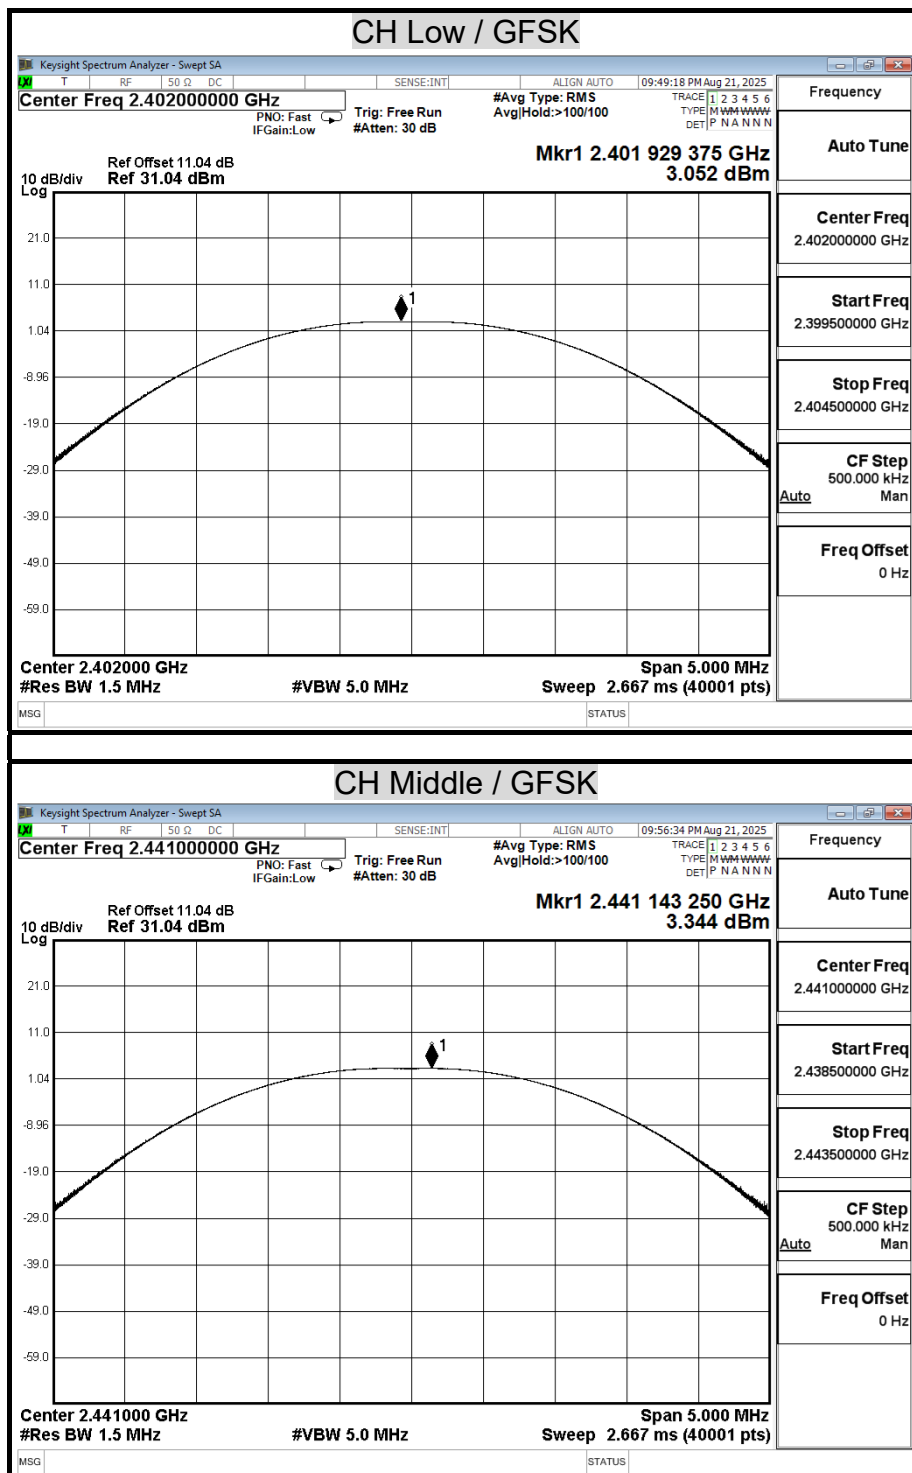 CH Low / GFSK
Keysight Spectrum Analyzer - Swept SA
LXI T RF 50 Ω DC SENSE:INT ALIGN AUTO 09:49:18 PM Aug 21, 2025
Center Freq 2.402000000 GHz
PNO: Fast
IFGain:Low
Trig: Free Run
#Atten: 30 dB
#Avg Type: RMS
Avg|Hold:>100/100
TRACE 1 2 3 4 5 6
TYPE M WM WWWW
DET P N A N N N
Ref Offset 11.04 dB
Ref 31.04 dBm
10 dB/div
Log
Mkr1 2.401 929 375 GHz
3.052 dBm
1
21.0
11.0
1.04
-8.96
-19.0
-29.0
-39.0
-49.0
-59.0
Center 2.402000 GHz
Span 5.000 MHz
#Res BW 1.5 MHz
#VBW 5.0 MHz
Sweep 2.667 ms (40001 pts)
MSG
STATUS
Frequency
Auto Tune
Center Freq
2.402000000 GHz
Start Freq
2.399500000 GHz
Stop Freq
2.404500000 GHz
CF Step
500.000 kHz
Auto Man
Freq Offset
0 Hz
CH Middle / GFSK
Keysight Spectrum Analyzer - Swept SA
LXI T RF 50 Ω DC SENSE:INT ALIGN AUTO 09:56:34 PM Aug 21, 2025
Center Freq 2.441000000 GHz
PNO: Fast
IFGain:Low
Trig: Free Run
#Atten: 30 dB
#Avg Type: RMS
Avg|Hold:>100/100
TRACE 1 2 3 4 5 6
TYPE M WM WWWW
DET P N A N N N
Ref Offset 11.04 dB
Ref 31.04 dBm
10 dB/div
Log
Mkr1 2.441 143 250 GHz
3.344 dBm
1
21.0
11.0
1.04
-8.96
-19.0
-29.0
-39.0
-49.0
-59.0
Center 2.441000 GHz
Span 5.000 MHz
#Res BW 1.5 MHz
#VBW 5.0 MHz
Sweep 2.667 ms (40001 pts)
MSG
STATUS
Frequency
Auto Tune
Center Freq
2.441000000 GHz
Start Freq
2.438500000 GHz
Stop Freq
2.443500000 GHz
CF Step
500.000 kHz
Auto Man
Freq Offset
0 Hz